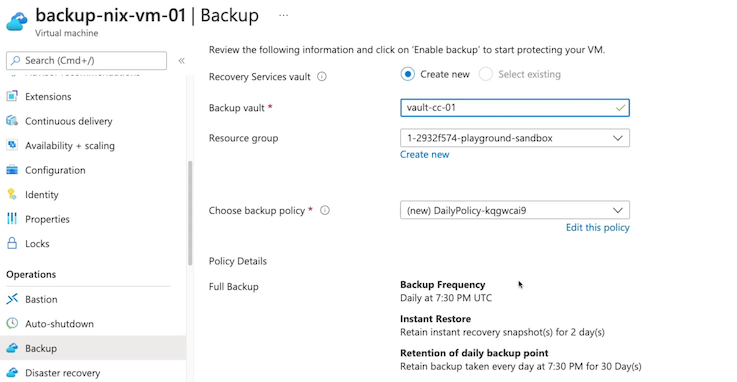 backup-nix-vm-01 | Backup ...
Virtual machine
Search (Cmd+/)
«
Extensions
Continuous delivery
Availability + scaling
Configuration
Identity
Properties
Locks
Operations
Bastion
Auto-shutdown
Backup
Disaster recovery
Review the following information and click on 'Enable backup' to start protecting your VM.
Recovery Services vault
Create new
Select existing
Backup vault *
vault-cc-01
Resource group
1-2932f574-playground-sandbox
Create new
Choose backup policy *
(new) DailyPolicy-kqgwcai9
Edit this policy
Policy Details
Full Backup
Backup Frequency
Daily at 7:30 PM UTC
Instant Restore
Retain instant recovery snapshot(s) for 2 day(s)
Retention of daily backup point
Retain backup taken every day at 7:30 PM for 30 Day(s)